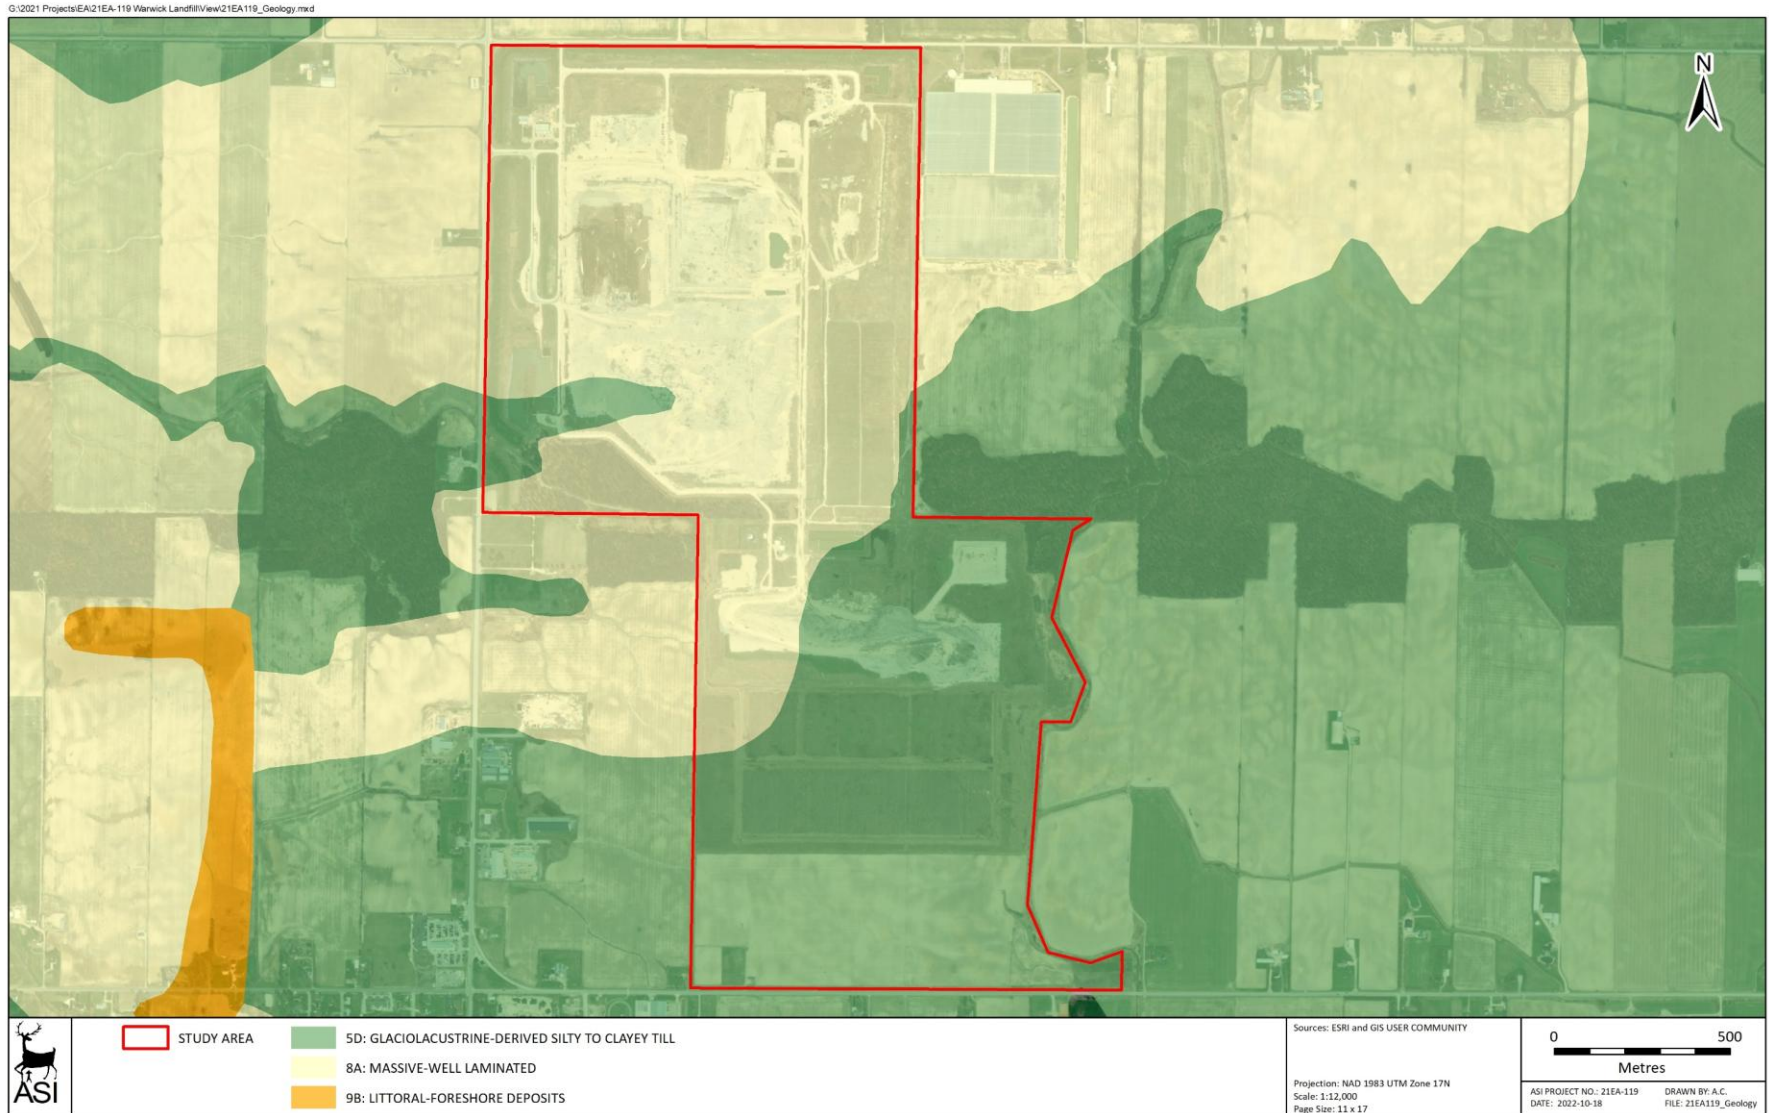 G:\2021 Projects\EA\21EA-119 Warwick Landfill\View\21EA119_Geology.mxd
N
ASI
STUDY AREA
5D: GLACIOLACUSTRINE-DERIVED SILTY TO CLAYEY TILL
8A: MASSIVE-WELL LAMINATED
9B: LITTORAL-FORESHORE DEPOSITS
Sources: ESRI and GIS USER COMMUNITY
Projection: NAD 1983 UTM Zone 17N
Scale: 1:12,000
Page Size: 11 x 17
0 500
Metres
ASI PROJECT NO.: 21EA-119 DRAWN BY: A.C.
DATE: 2022-10-18 FILE: 21EA119_Geology